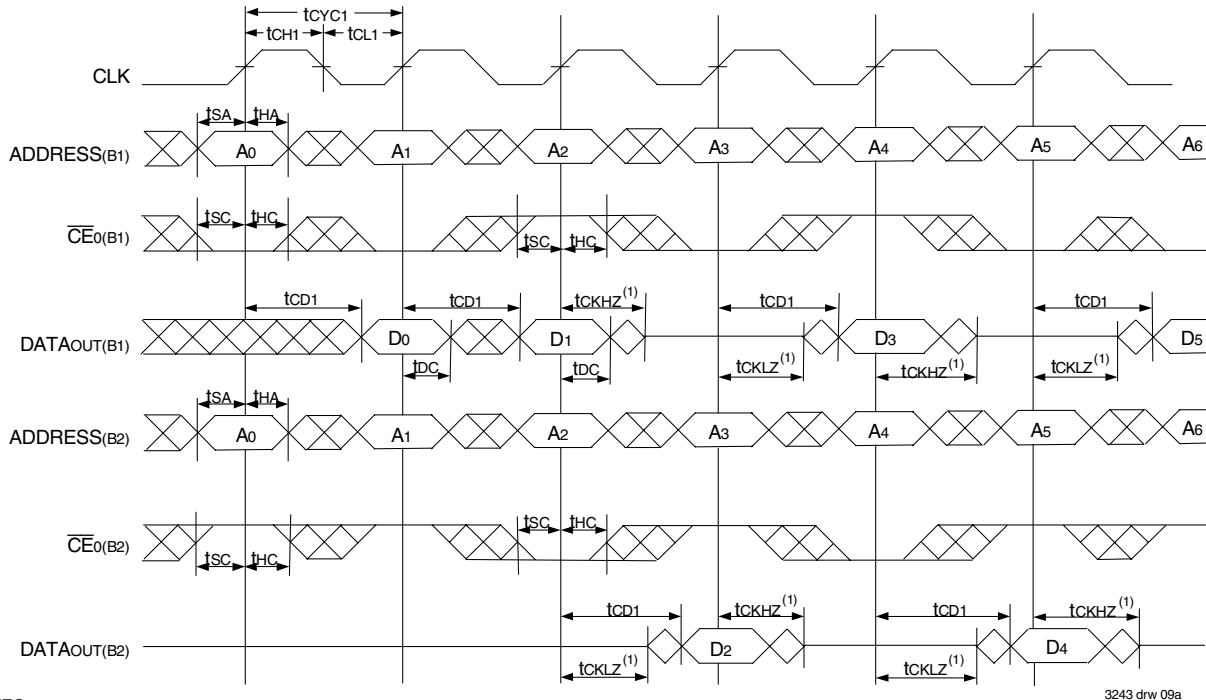 tCYC1
tCH1 tCL1
CLK
tSA tHA
ADDRESS(B1) A0 A1 A2 A3 A4 A5 A6
tSC tHC
CE0(B1)
tSC tHC
tCD1 tCD1 tCKHZ(1) tCD1 tCD1
DATAOUT(B1) D0 D1 D3 D5
tDC tDC tCKLZ(1) tCKHZ(1) tCKLZ(1)
tSA tHA
ADDRESS(B2) A0 A1 A2 A3 A4 A5 A6
tSC tHC
CE0(B2)
tSC tHC
tCD1 tCKHZ(1) tCD1 tCKHZ(1)
DATAOUT(B2) D2 D4
tCKLZ(1) tCKLZ(1)
3243 drw 09a